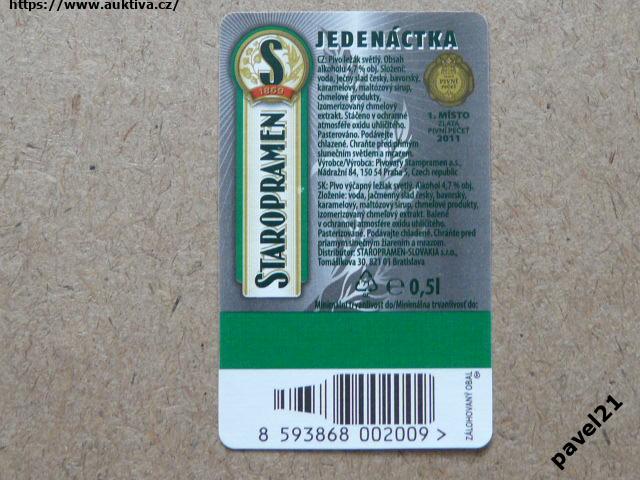 https://www.auktiva.cz/
JEDENÁCTKA
S
1869
STAROPRAMEN
CZ: Pivo ležák světlý. Obsah
alkoholu 4,7 % obj. Složení:
voda, ječný slad český, bavorský,
karamelový, maltózový sirup,
chmelové produkty,
izomerizovaný chmelový
extrakt. Stáčeno v ochranné
atmosféře oxidu uhličitého.
Pasterováno. Podávejte
chlazené. Chraňte před přímým
slunečním světlem a mrazem.
Výrobce/Výrobca: Pivovary Staropramen a.s.,
Nádražní 84, 150 54 Praha 5, Czech republic
PIVNÍ
1. MÍSTO
ZLATÁ
PIVNÍ PEČEŤ
2011
SK: Pivo výčapný ležiak svetlý. Alkohol 4,7 % obj.
Zloženie: voda, jačmenný slad český, bavorský,
karamelový, maltózový sirup, chmeľové produkty,
izomerizovaný chmeľový extrakt. Balené
v ochrannej atmosfére oxidu uhličitého.
Pasterizované. Podávajte chladené. Chráňte pred
priamym slnečným žiarením a mrazom.
Distribútor: STAROPRAMEN-SLOVAKIA s.r.o.,
Tomášikova 30, 821 01 Bratislava
℮ 0,5l
Minimální trvanlivost do/Minimálna trvanlivosť do:
ZÁLOHOVANÝ OBAL
8 593868 002009 >
pavel21